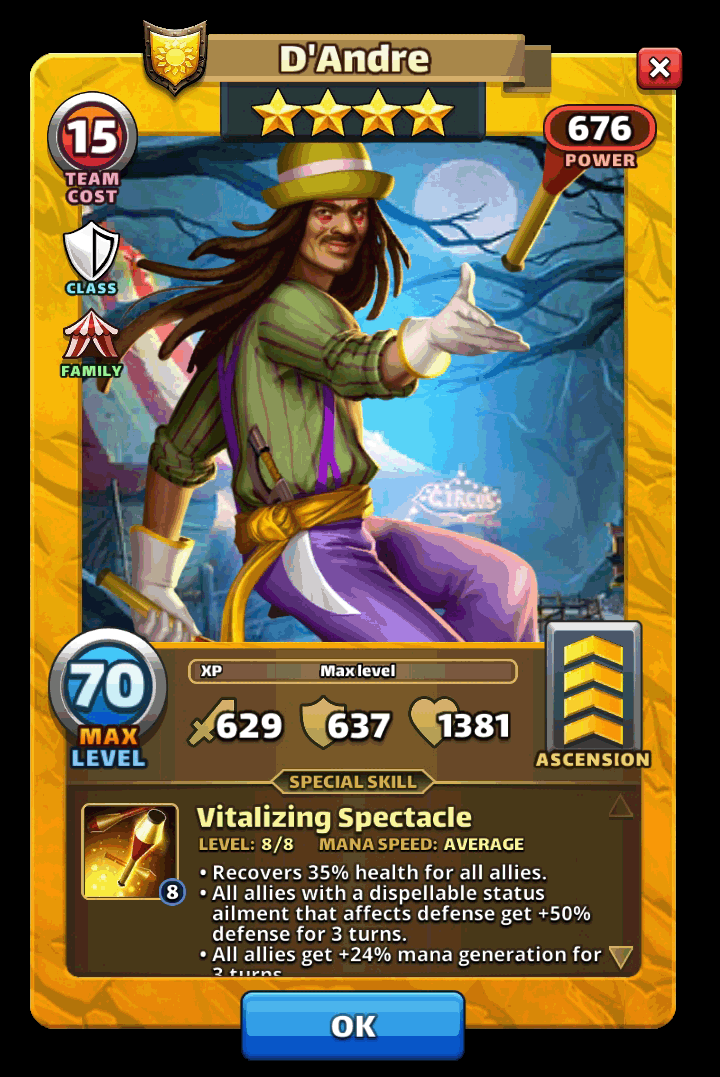 D'Andre
15
TEAM
COST
676
POWER
CLASS
FAMILY
CIRCUS
70
MAX
LEVEL
XP Max level
629 637 1381
ASCENSION
SPECIAL SKILL
Vitalizing Spectacle
LEVEL: 8/8 MANA SPEED: AVERAGE
8
• Recovers 35% health for all allies.
• All allies with a dispellable status
ailment that affects defense get +50%
defense for 3 turns.
• All allies get +24% mana generation for
3 turns
OK